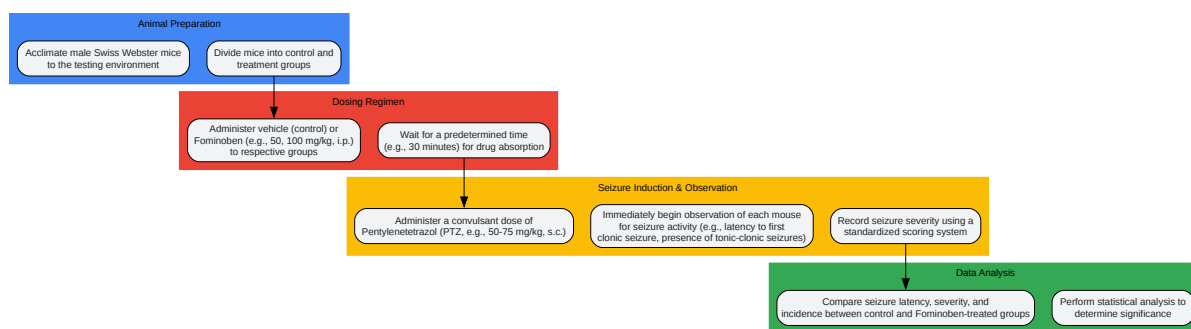 Animal Preparation
Acclimate male Swiss Webster mice
to the testing environment
Divide mice into control and
treatment groups
Dosing Regimen
Administer vehicle (control) or
Fominoben (e.g., 50, 100 mg/kg, i.p.)
to respective groups
Wait for a predetermined time
(e.g., 30 minutes) for drug absorption
Seizure Induction & Observation
Administer a convulsant dose of
Pentylenetetrazol (PTZ, e.g., 50-75 mg/kg, s.c.)
Immediately begin observation of each mouse
for seizure activity (e.g., latency to first
clonic seizure, presence of tonic-clonic seizures)
Record seizure severity using a
standardized scoring system
Data Analysis
Compare seizure latency, severity, and
incidence between control and Fominoben-treated groups
Perform statistical analysis to
determine significance